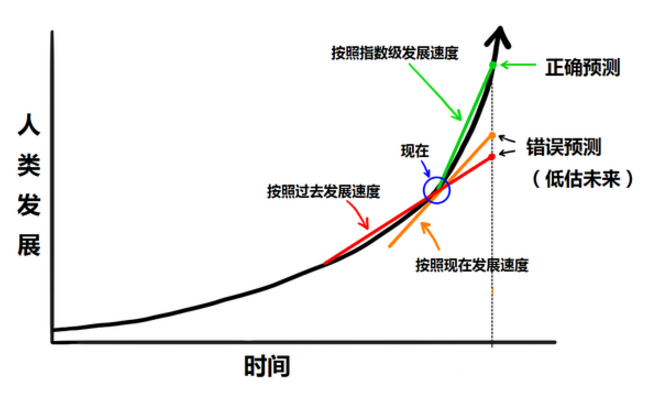 按照指数级发展速度
正确预测
人
类
发
展
现在
错误预测
（低估未来）
按照过去发展速度
按照现在发展速度
时间